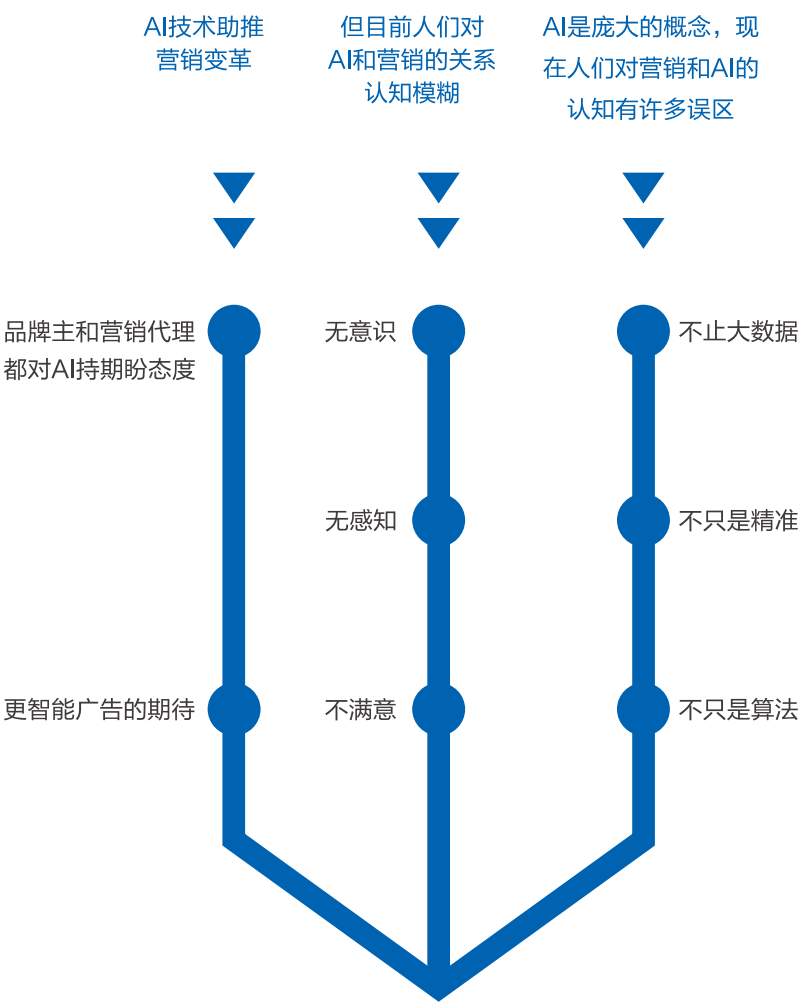 AI技术助推
营销变革
但目前人们对
AI和营销的关系
认知模糊
AI是庞大的概念，现
在人们对营销和AI的
认知有许多误区
品牌主和营销代理
都对AI持期盼态度
更智能广告的期待
无意识
无感知
不满意
不止大数据
不只是精准
不只是算法